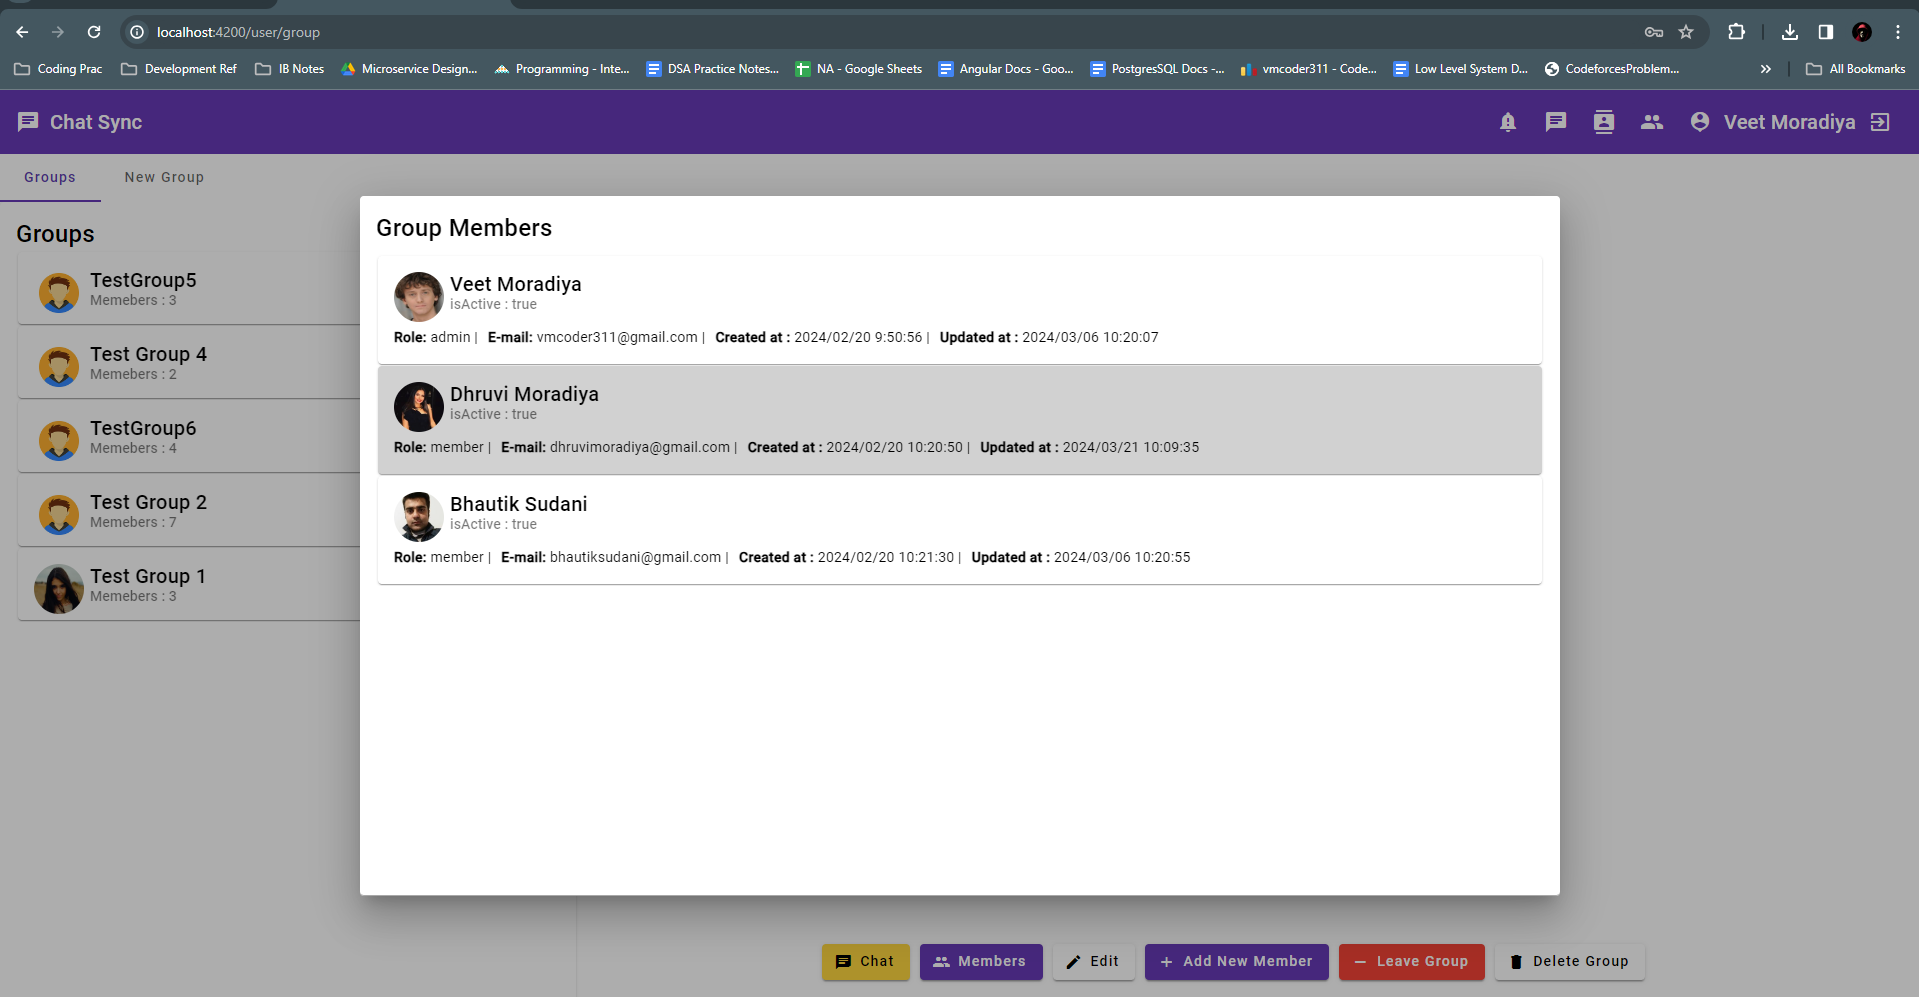 localhost:4200/user/group
Coding Prac Development Ref IB Notes Microservice Design... Programming - Inte... DSA Practice Notes... NA - Google Sheets Angular Docs - Goo... PostgresSQL Docs -... vmcoder311 - Code... Low Level System D... CodeforcesProblem... » All Bookmarks
Chat Sync Veet Moradiya
Groups New Group
Groups
TestGroup5
Memebers : 3
Test Group 4
Memebers : 2
TestGroup6
Memebers : 4
Test Group 2
Memebers : 7
Test Group 1
Memebers : 3
Group Members
Veet Moradiya
isActive : true
Role: admin | E-mail: vmcoder311@gmail.com | Created at : 2024/02/20 9:50:56 | Updated at : 2024/03/06 10:20:07
Dhruvi Moradiya
isActive : true
Role: member | E-mail: dhruvimoradiya@gmail.com | Created at : 2024/02/20 10:20:50 | Updated at : 2024/03/21 10:09:35
Bhautik Sudani
isActive : true
Role: member | E-mail: bhautiksudani@gmail.com | Created at : 2024/02/20 10:21:30 | Updated at : 2024/03/06 10:20:55
Chat Members Edit + Add New Member − Leave Group Delete Group